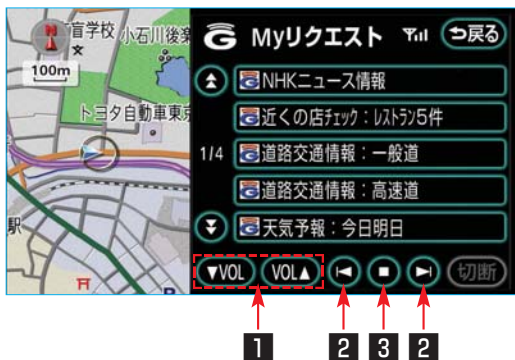 盲学校
小石川後楽
100m
トヨタ自動車東京
駅
G Myリクエスト
戻る
G NHKニュース情報
G 近くの店チェック：レストラン5件
1/4
G 道路交通情報：一般道
G 道路交通情報：高速道
G 天気予報：今日明日
▼VOL VOL▲ 切断
1 2 3 2